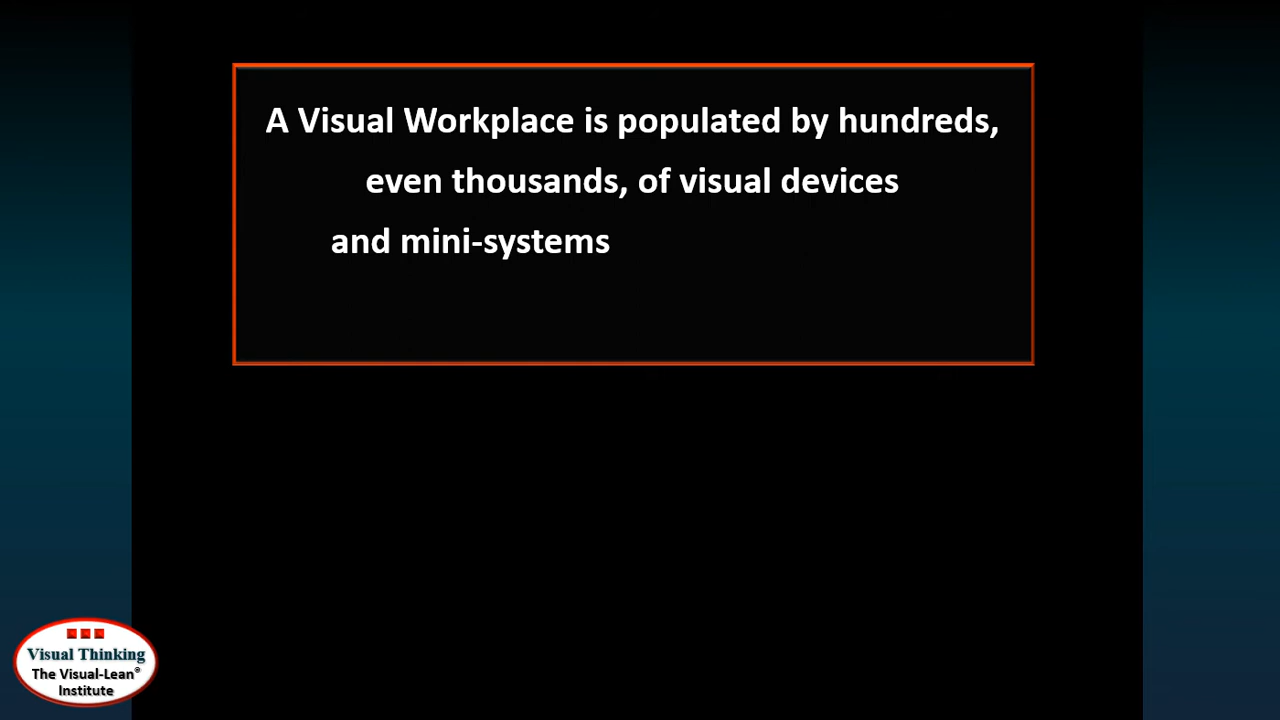 A Visual Workplace is populated by hundreds,
even thousands, of visual devices
and mini-systems
Visual Thinking
The Visual-Lean®
Institute